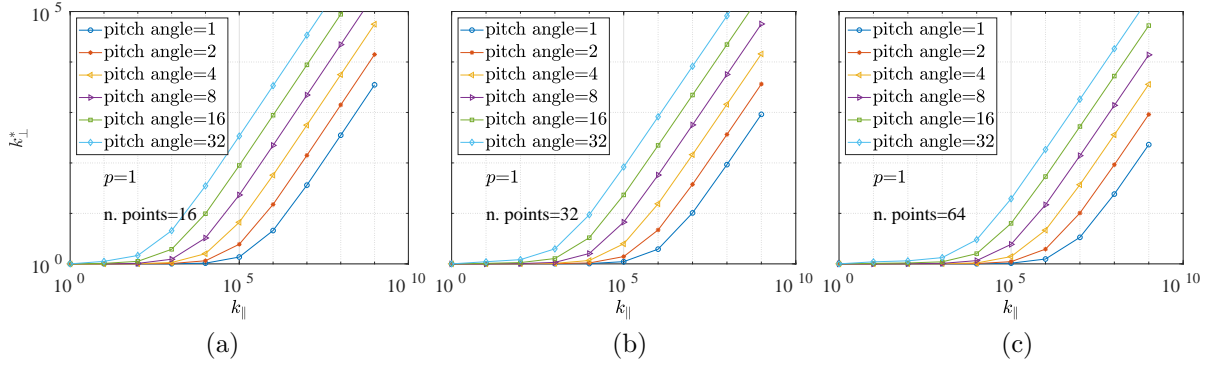 10^5
k_⊥^*
10^0
pitch angle=1
pitch angle=2
pitch angle=4
pitch angle=8
pitch angle=16
pitch angle=32
p=1
n. points=16
10^0
10^5
10^10
k_∥
(a)
pitch angle=1
pitch angle=2
pitch angle=4
pitch angle=8
pitch angle=16
pitch angle=32
p=1
n. points=32
10^0
10^5
10^10
k_∥
(b)
pitch angle=1
pitch angle=2
pitch angle=4
pitch angle=8
pitch angle=16
pitch angle=32
p=1
n. points=64
10^0
10^5
10^10
k_∥
(c)